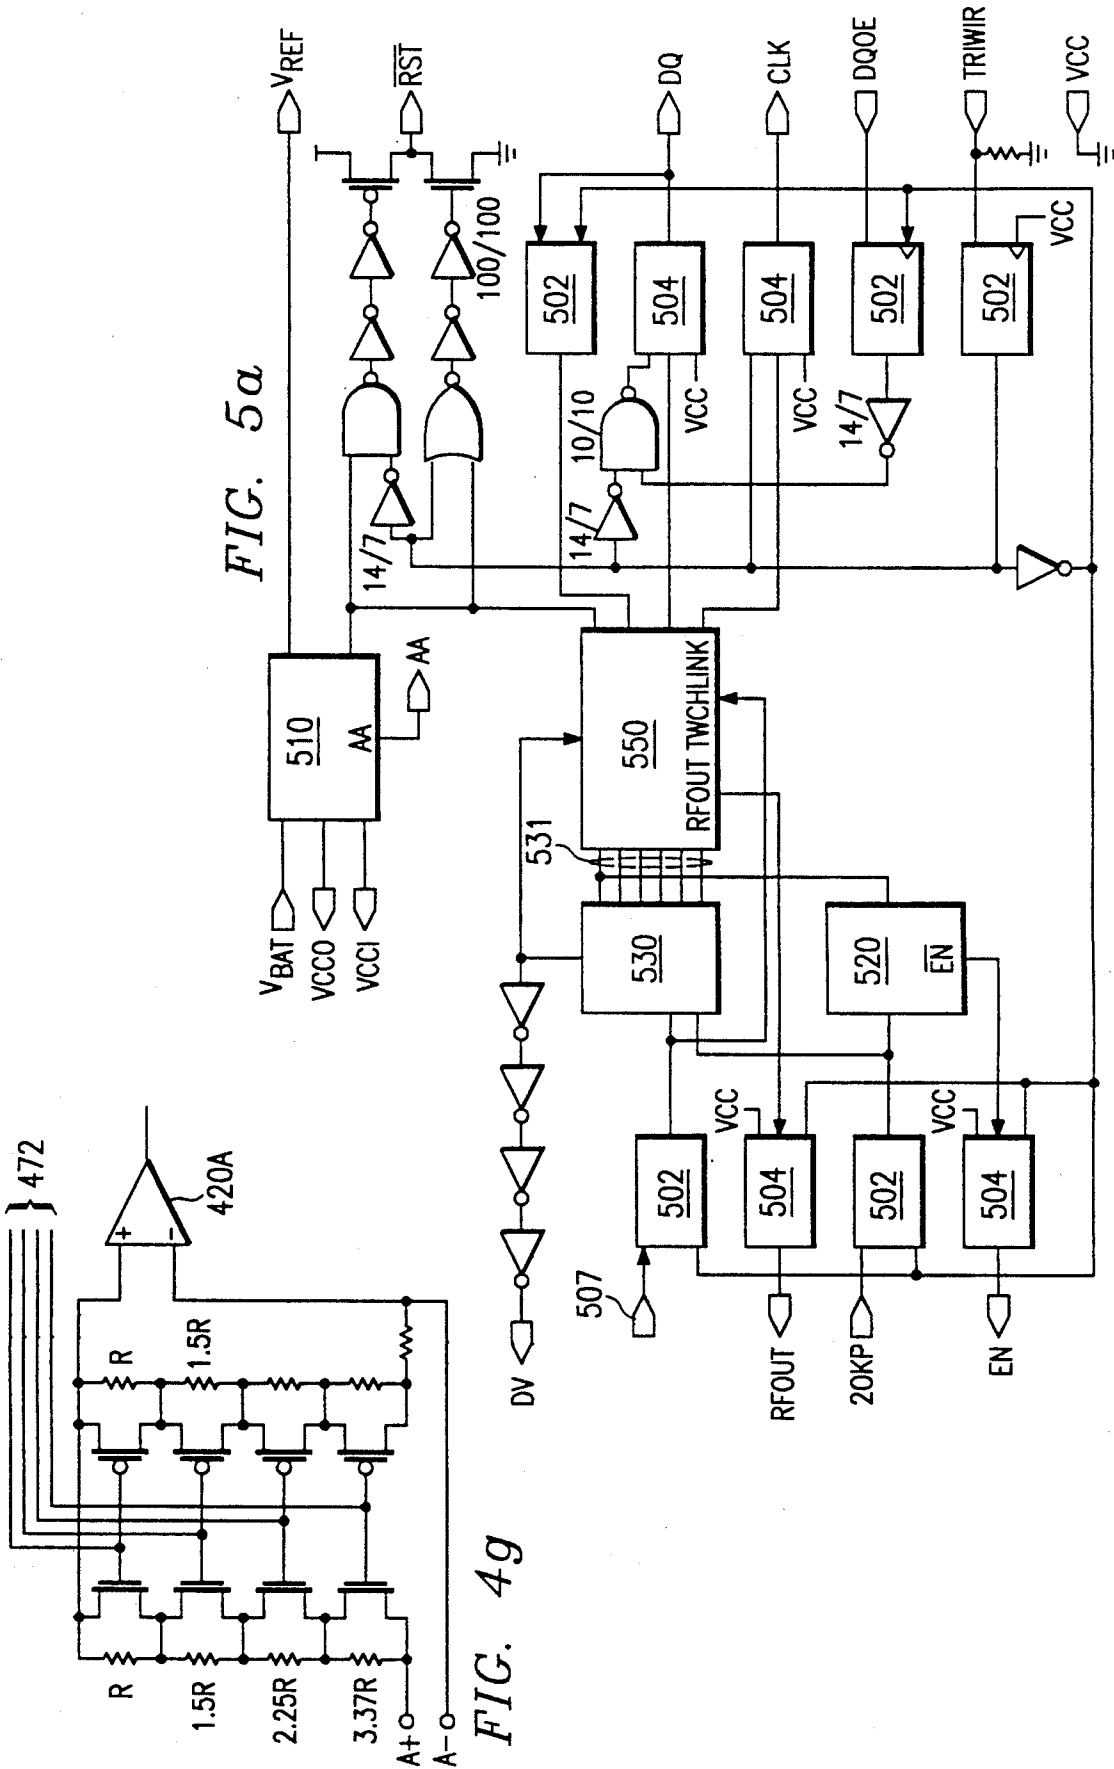 FIG. 5a
VREF
RST
100/100
14/7
510
AA
AA
VBAT
VCCO
VCCI
DQ
CLK
DQOE
TRIWIR
VCC
502
504
504
502
502
VCC
VCC
VCC
10/10
14/7
14/7
550
RFOUT TWCHLINK
531
530
520
EN
DV
507
502
504
502
504
VCC
VCC
RFOUT
20KP
EN
FIG. 4g
472
420A
+
-
R
1.5R
R
1.5R
2.25R
3.37R
A+
A-